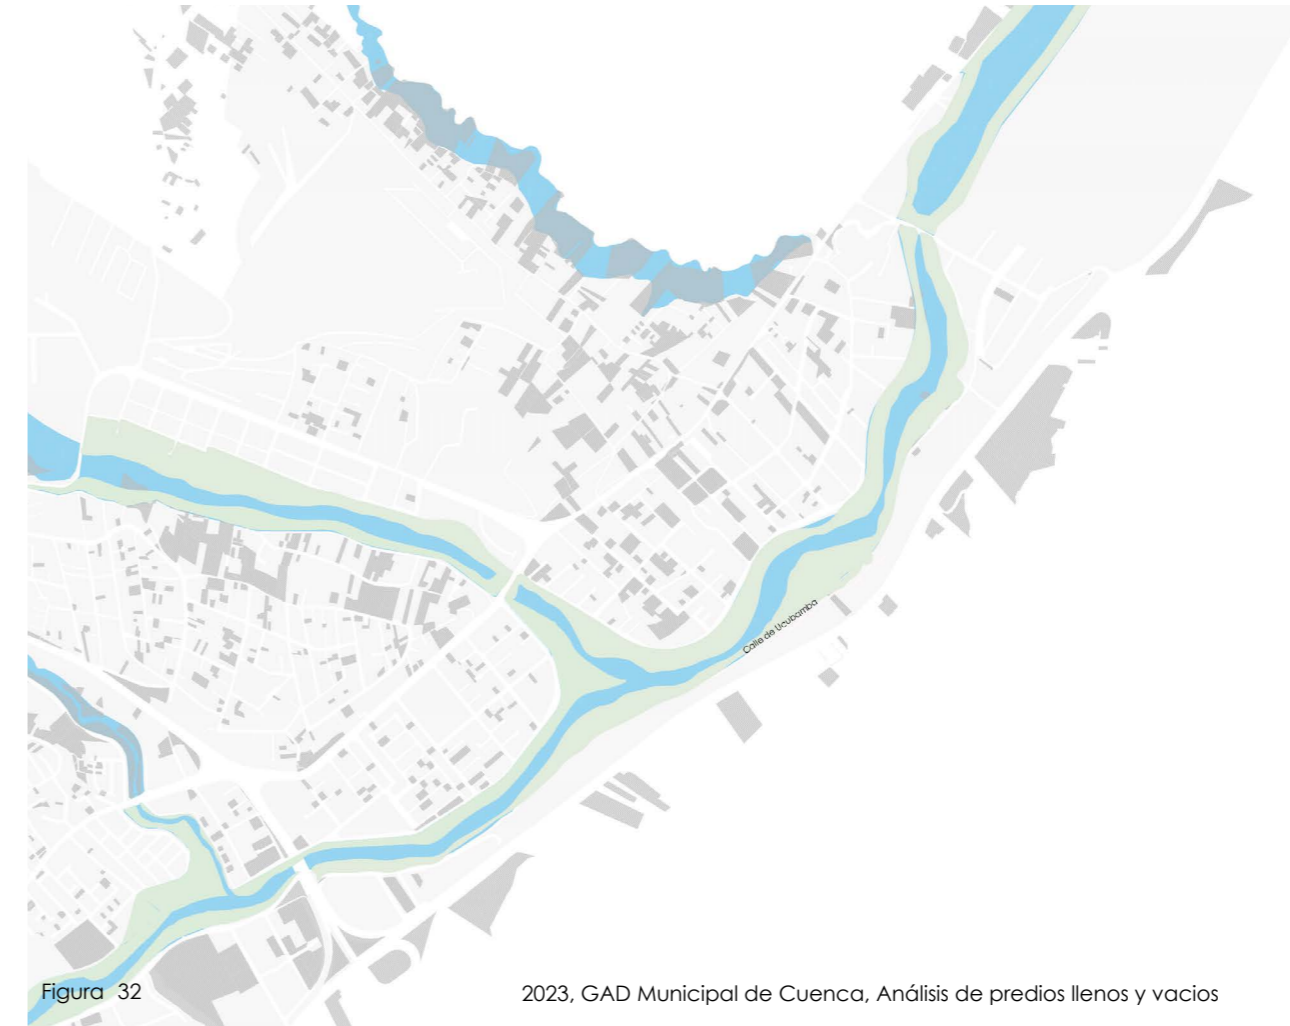 Calle de Ucubamba
Figura 32
2023, GAD Municipal de Cuenca, Análisis de predios llenos y vacios